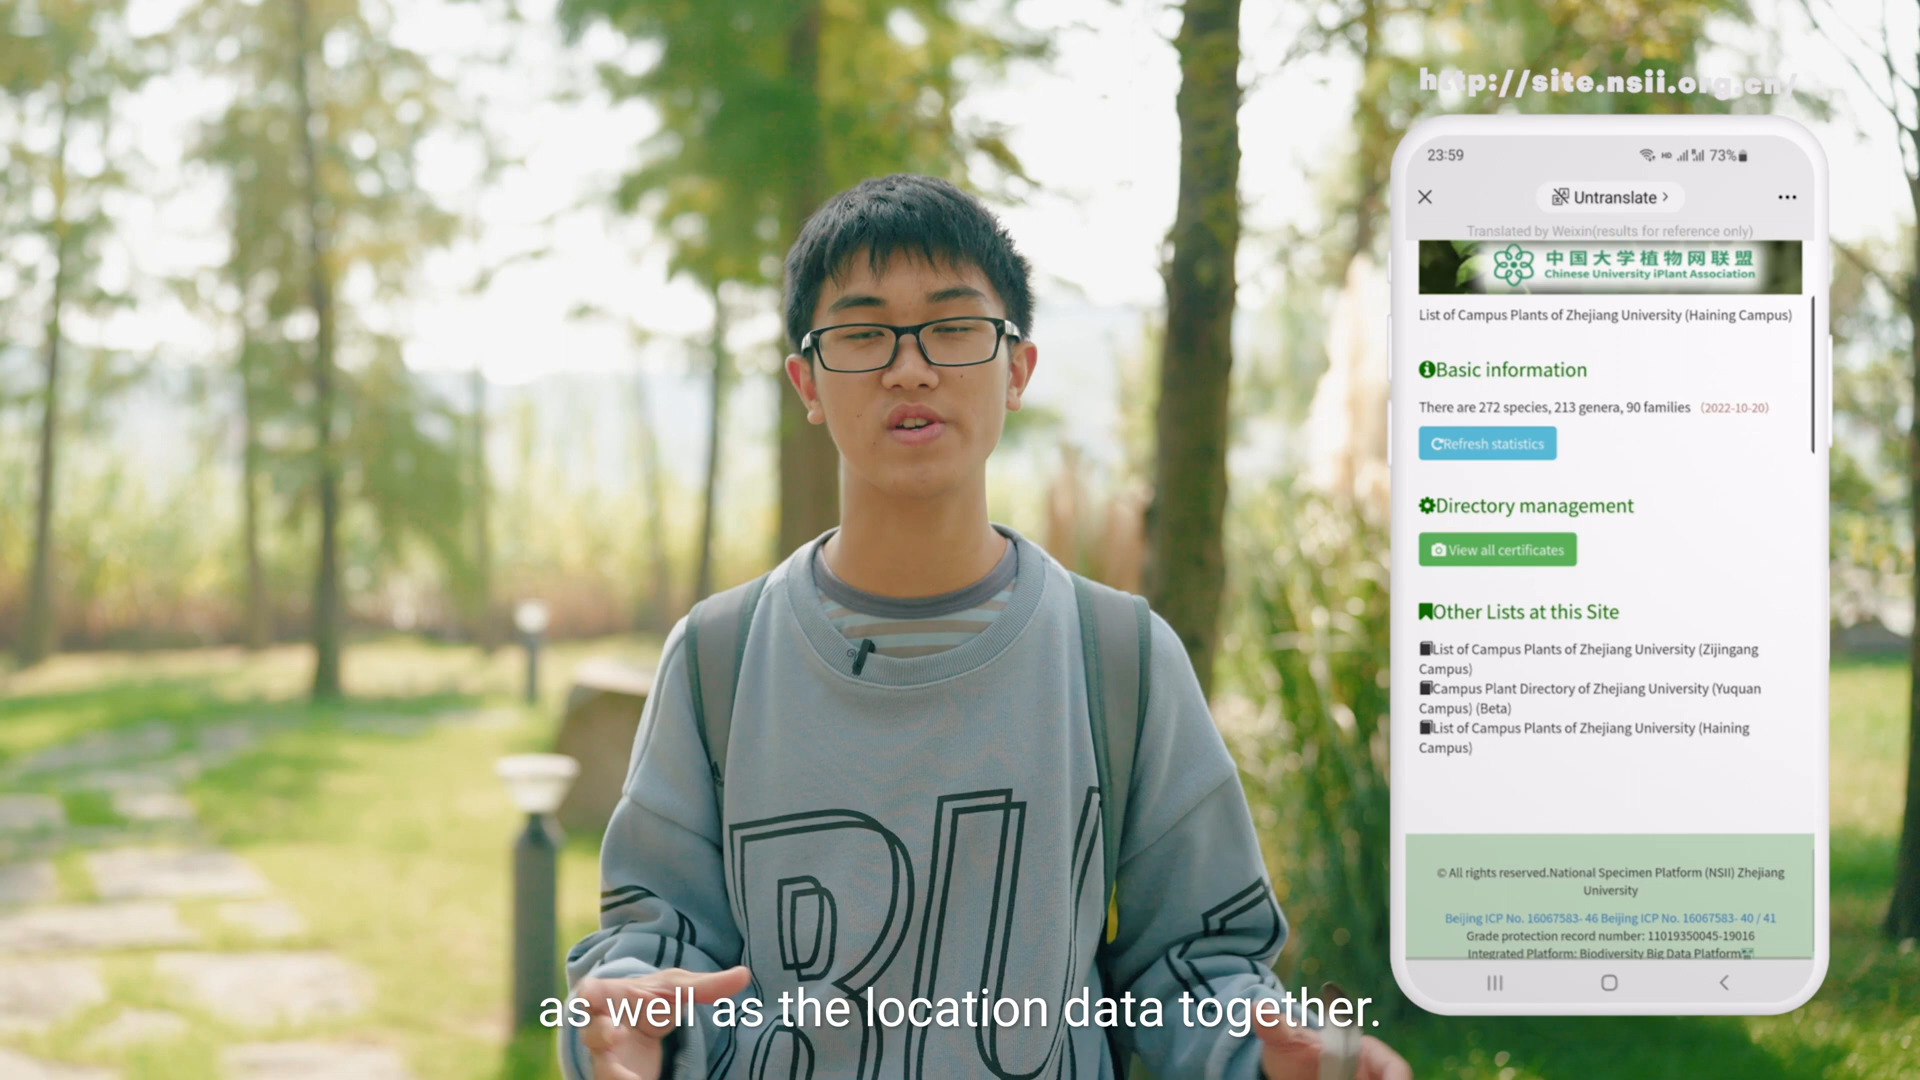 http://site.nsii.org.cn/
23:59
HD
73%
Untranslate >
Translated by Weixin(results for reference only)
中国大学植物网联盟
Chinese University iPlant Association
List of Campus Plants of Zhejiang University (Haining Campus)
Basic information
There are 272 species, 213 genera, 90 families (2022-10-20)
Refresh statistics
Directory management
View all certificates
Other Lists at this Site
List of Campus Plants of Zhejiang University (Zijingang
Campus)
Campus Plant Directory of Zhejiang University (Yuquan
Campus) (Beta)
List of Campus Plants of Zhejiang University (Haining
Campus)
© All rights reserved.National Specimen Platform (NSII) Zhejiang
University
Beijing ICP No. 16067583- 46 Beijing ICP No. 16067583- 40 / 41
Grade protection record number: 11019350045-19016
Integrated Platform: Biodiversity Big Data Platform
as well as the location data together.